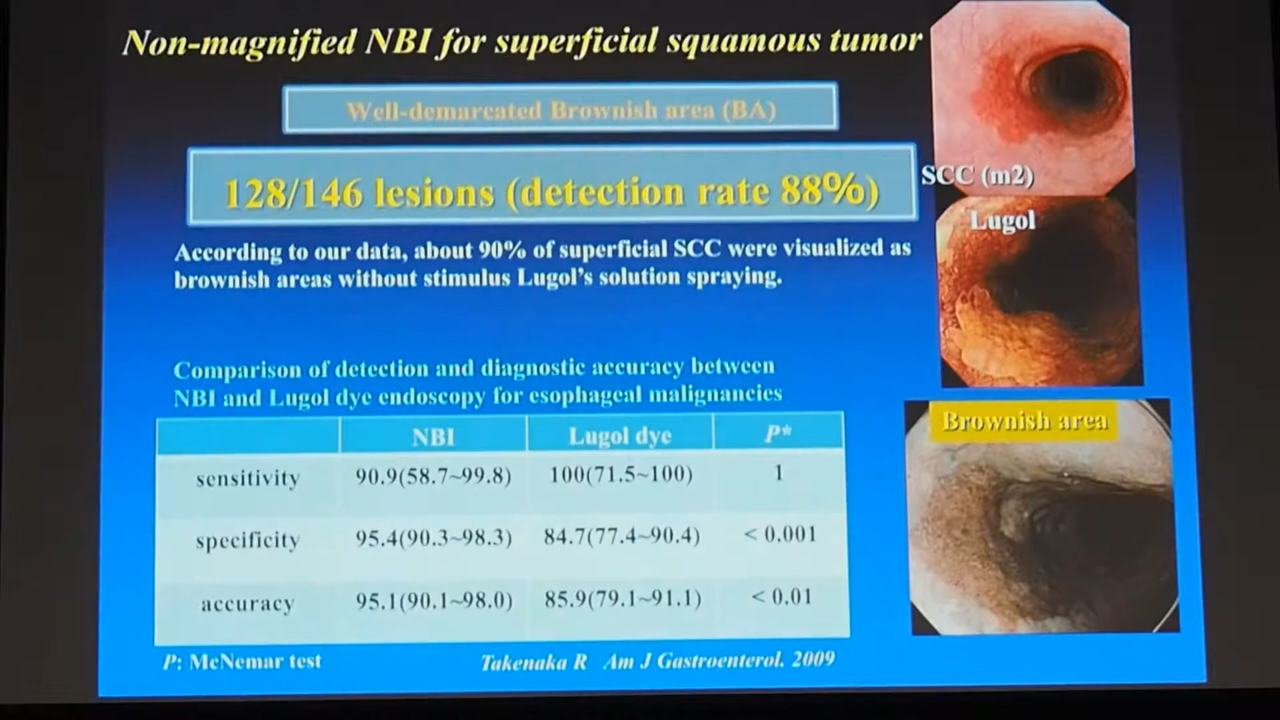 Non-magnified NBI for superficial squamous tumor
Well-demarcated Brownish area (BA)
128/146 lesions (detection rate 88%)
SCC (m2)
Lugol
According to our data, about 90% of superficial SCC were visualized as
brownish areas without stimulus Lugol's solution spraying.
Comparison of detection and diagnostic accuracy between
NBI and Lugol dye endoscopy for esophageal malignancies
Brownish area
NBI Lugol dye P*
sensitivity 90.9(58.7~99.8) 100(71.5~100) 1
specificity 95.4(90.3~98.3) 84.7(77.4~90.4) < 0.001
accuracy 95.1(90.1~98.0) 85.9(79.1~91.1) < 0.01
P: McNemar test
Takenaka R Am J Gastroenterol. 2009